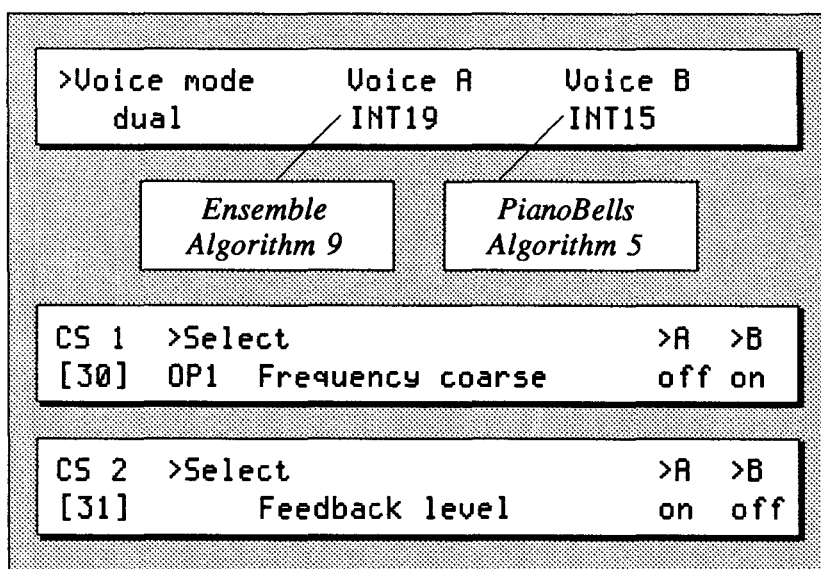 >Voice mode Voice A Voice B
dual INT19 INT15
Ensemble PianoBells
Algorithm 9 Algorithm 5
CS 1 >Select >A >B
[30] OP1 Frequency coarse off on
CS 2 >Select >A >B
[31] Feedback level on off